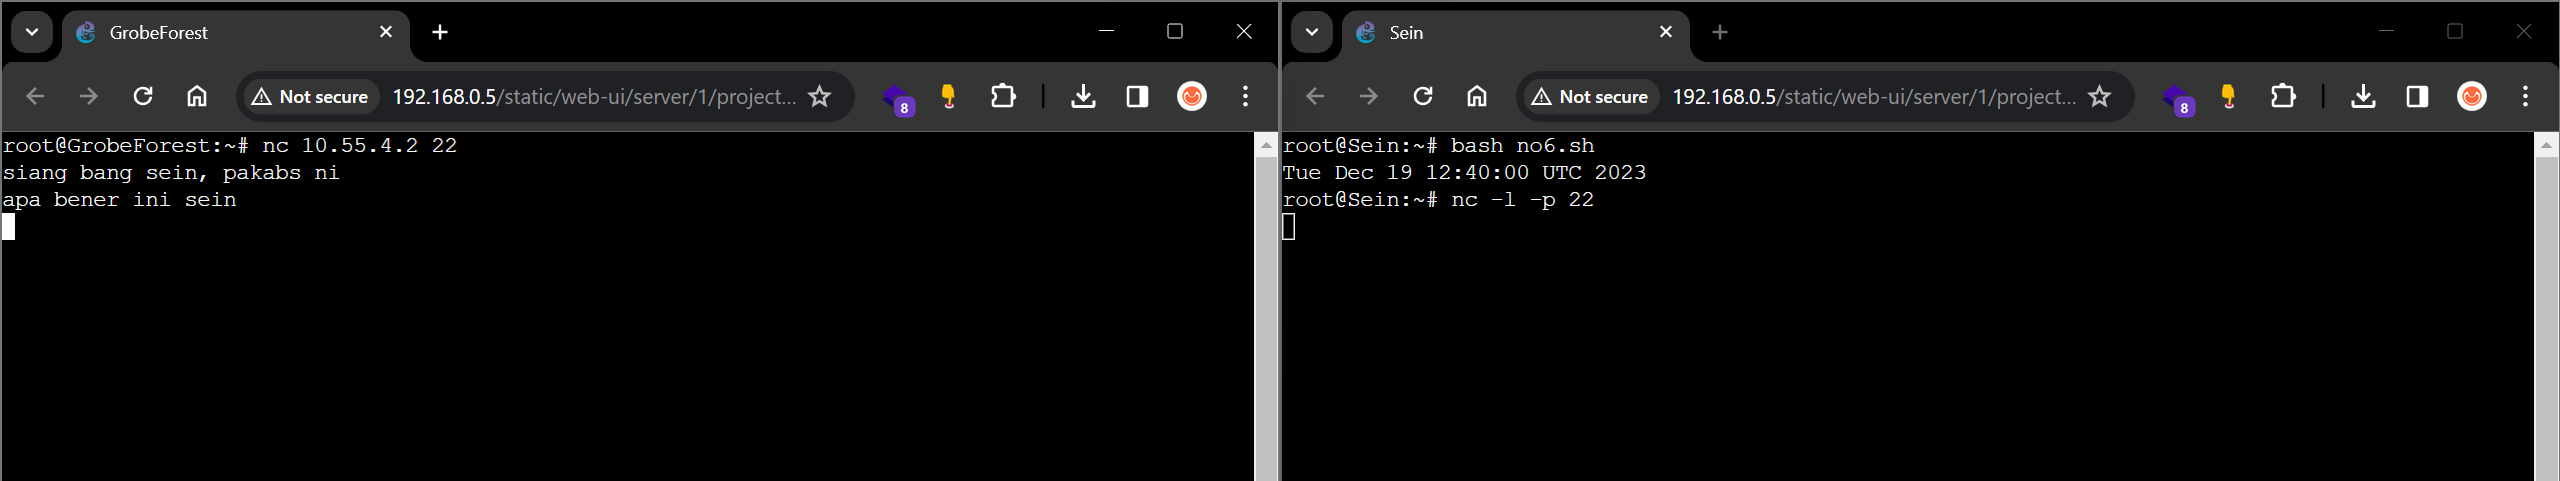 GrobeForest
Not secure
192.168.0.5/static/web-ui/server/1/project...
8
root@GrobeForest:~# nc 10.55.4.2 22
siang bang sein, pakabs ni
apa bener ini sein
Sein
Not secure
192.168.0.5/static/web-ui/server/1/project...
8
root@Sein:~# bash no6.sh
Tue Dec 19 12:40:00 UTC 2023
root@Sein:~# nc -l -p 22